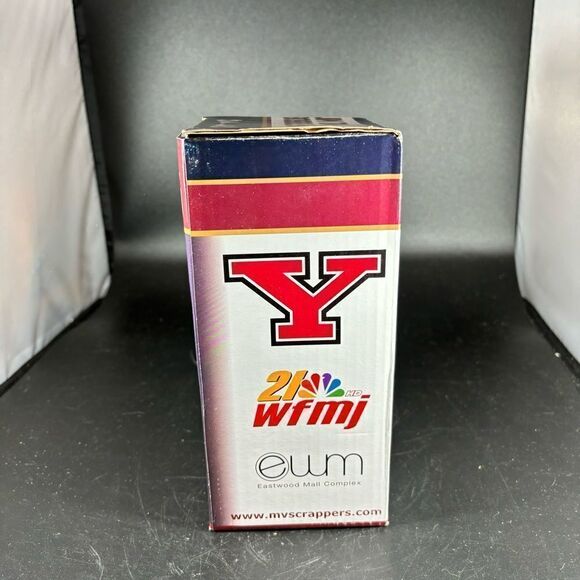 Y
21 HD
wfmj
ewm
Eastwood Mall Complex
www.mvscrappers.com